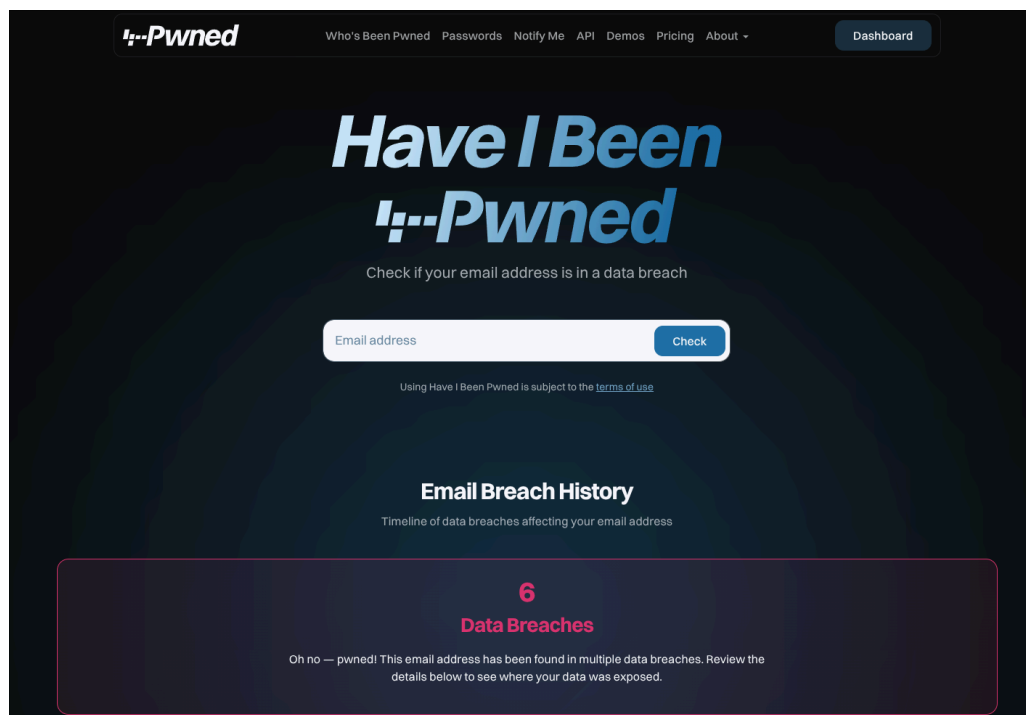 Pwned
Who's Been Pwned Passwords Notify Me API Demos Pricing About
Dashboard
Have I Been
Pwned
Check if your email address is in a data breach
Email address
Check
Using Have I Been Pwned is subject to the terms of use
Email Breach History
Timeline of data breaches affecting your email address
6
Data Breaches
Oh no — pwned! This email address has been found in multiple data breaches. Review the
details below to see where your data was exposed.